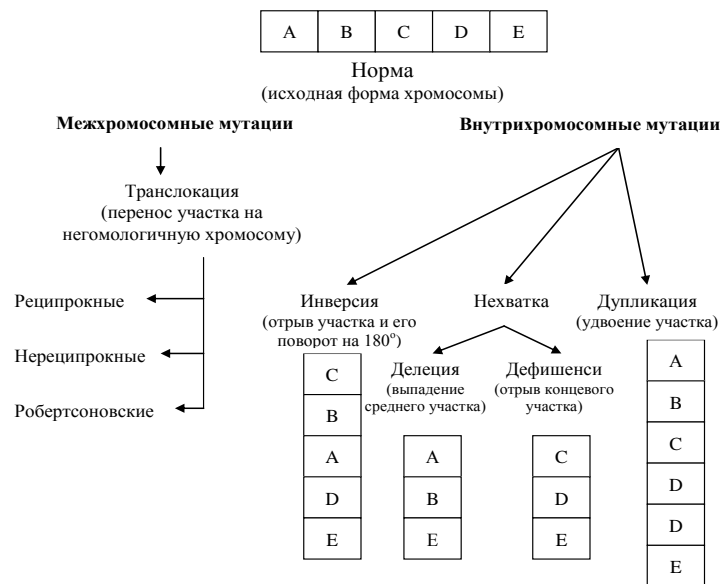 A B C D E
Норма
(исходная форма хромосомы)
Межхромосомные мутации
Транслокация
(перенос участка на
негомологичную хромосому)
Реципрокные
Нереципрокные
Робертсоновские
Внутрихромосомные мутации
Инверсия
(отрыв участка и его
поворот на 180°)
C
B
A
D
E
Нехватка
Делеция
(выпадение
среднего участка)
A
B
E
Дефишенси
(отрыв концевого
участка)
C
D
E
Дупликация
(удвоение участка)
A
B
C
D
D
E